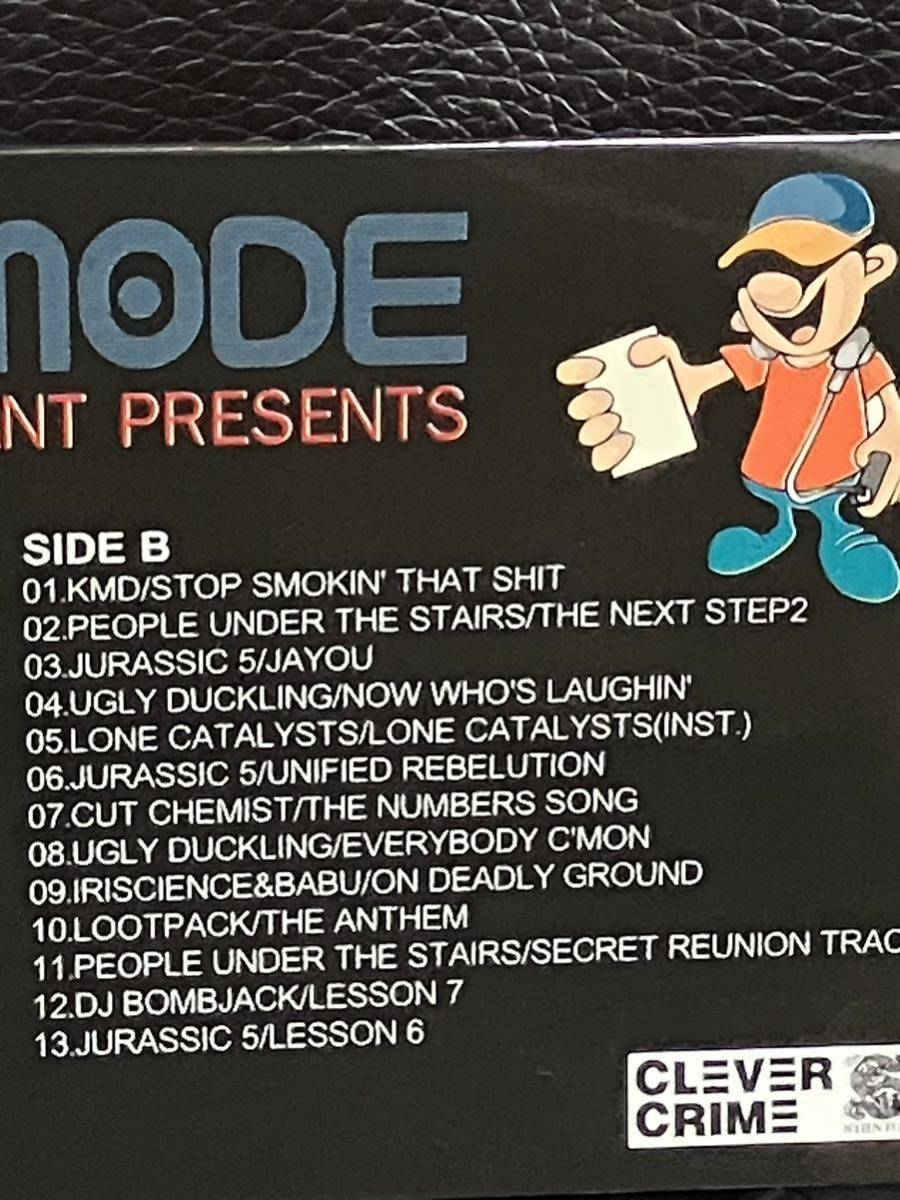 MODE
ANT PRESENTS
SIDE B
01.KMD/STOP SMOKIN' THAT SHIT
02.PEOPLE UNDER THE STAIRS/THE NEXT STEP2
03.JURASSIC 5/JAYOU
04.UGLY DUCKLING/NOW WHO'S LAUGHIN'
05.LONE CATALYSTS/LONE CATALYSTS(INST.)
06.JURASSIC 5/UNIFIED REBELUTION
07.CUT CHEMIST/THE NUMBERS SONG
08.UGLY DUCKLING/EVERYBODY C'MON
09.IRISCIENCE&BABU/ON DEADLY GROUND
10.LOOTPACK/THE ANTHEM
11.PEOPLE UNDER THE STAIRS/SECRET REUNION TRAC
12.DJ BOMBJACK/LESSON 7
13.JURASSIC 5/LESSON 6
CLEVER
CRIME